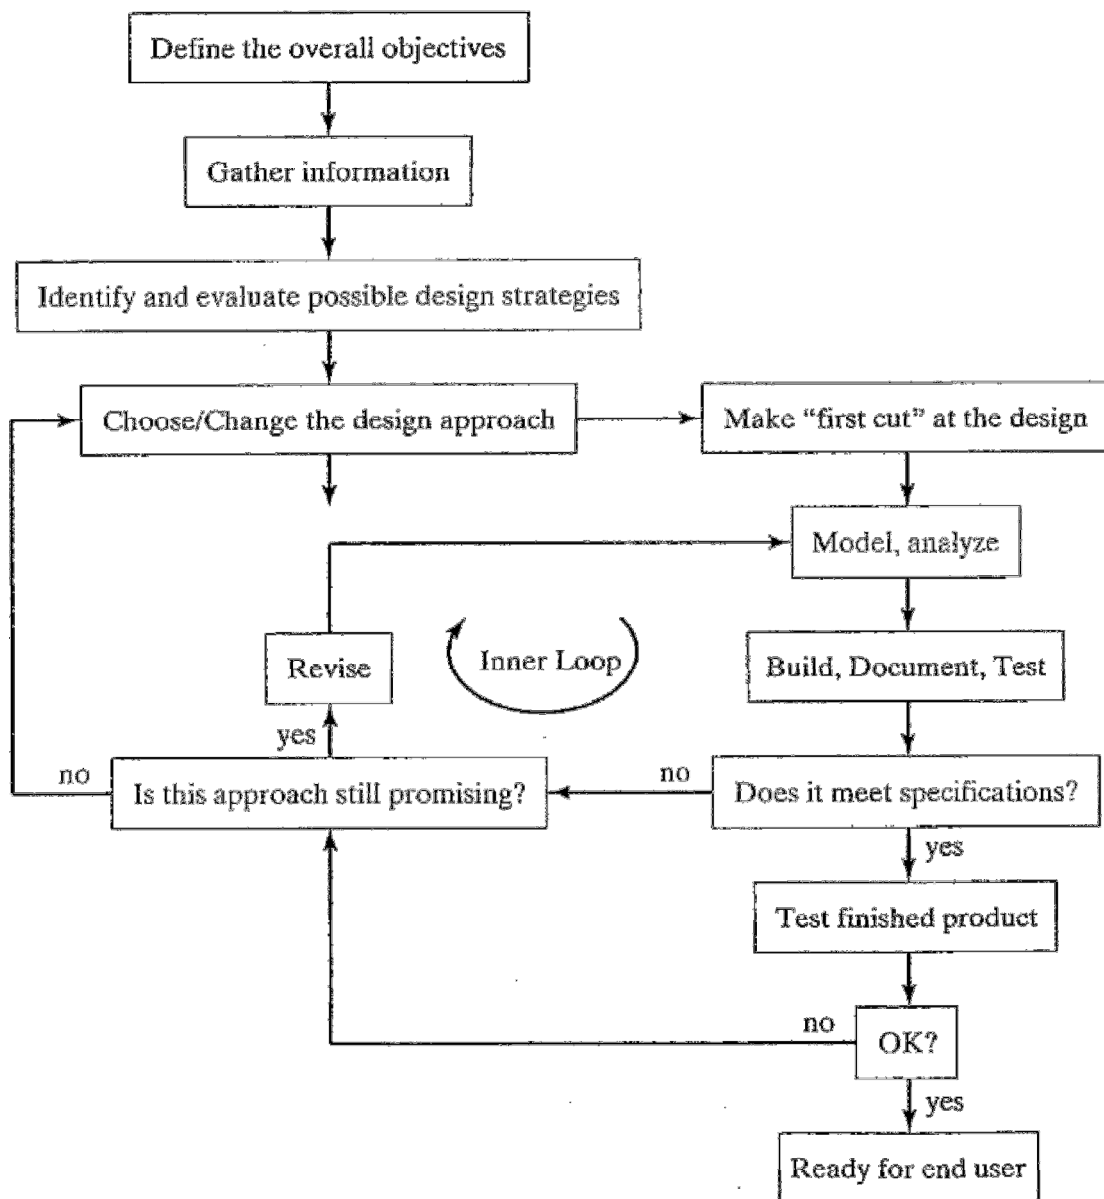 Define the overall objectives
Gather information
Identify and evaluate possible design strategies
Choose/Change the design approach
Make “first cut” at the design
Model, analyze
Revise
Inner Loop
Build, Document, Test
yes
no
Is this approach still promising?
no
Does it meet specifications?
yes
Test finished product
no
OK?
yes
Ready for end user